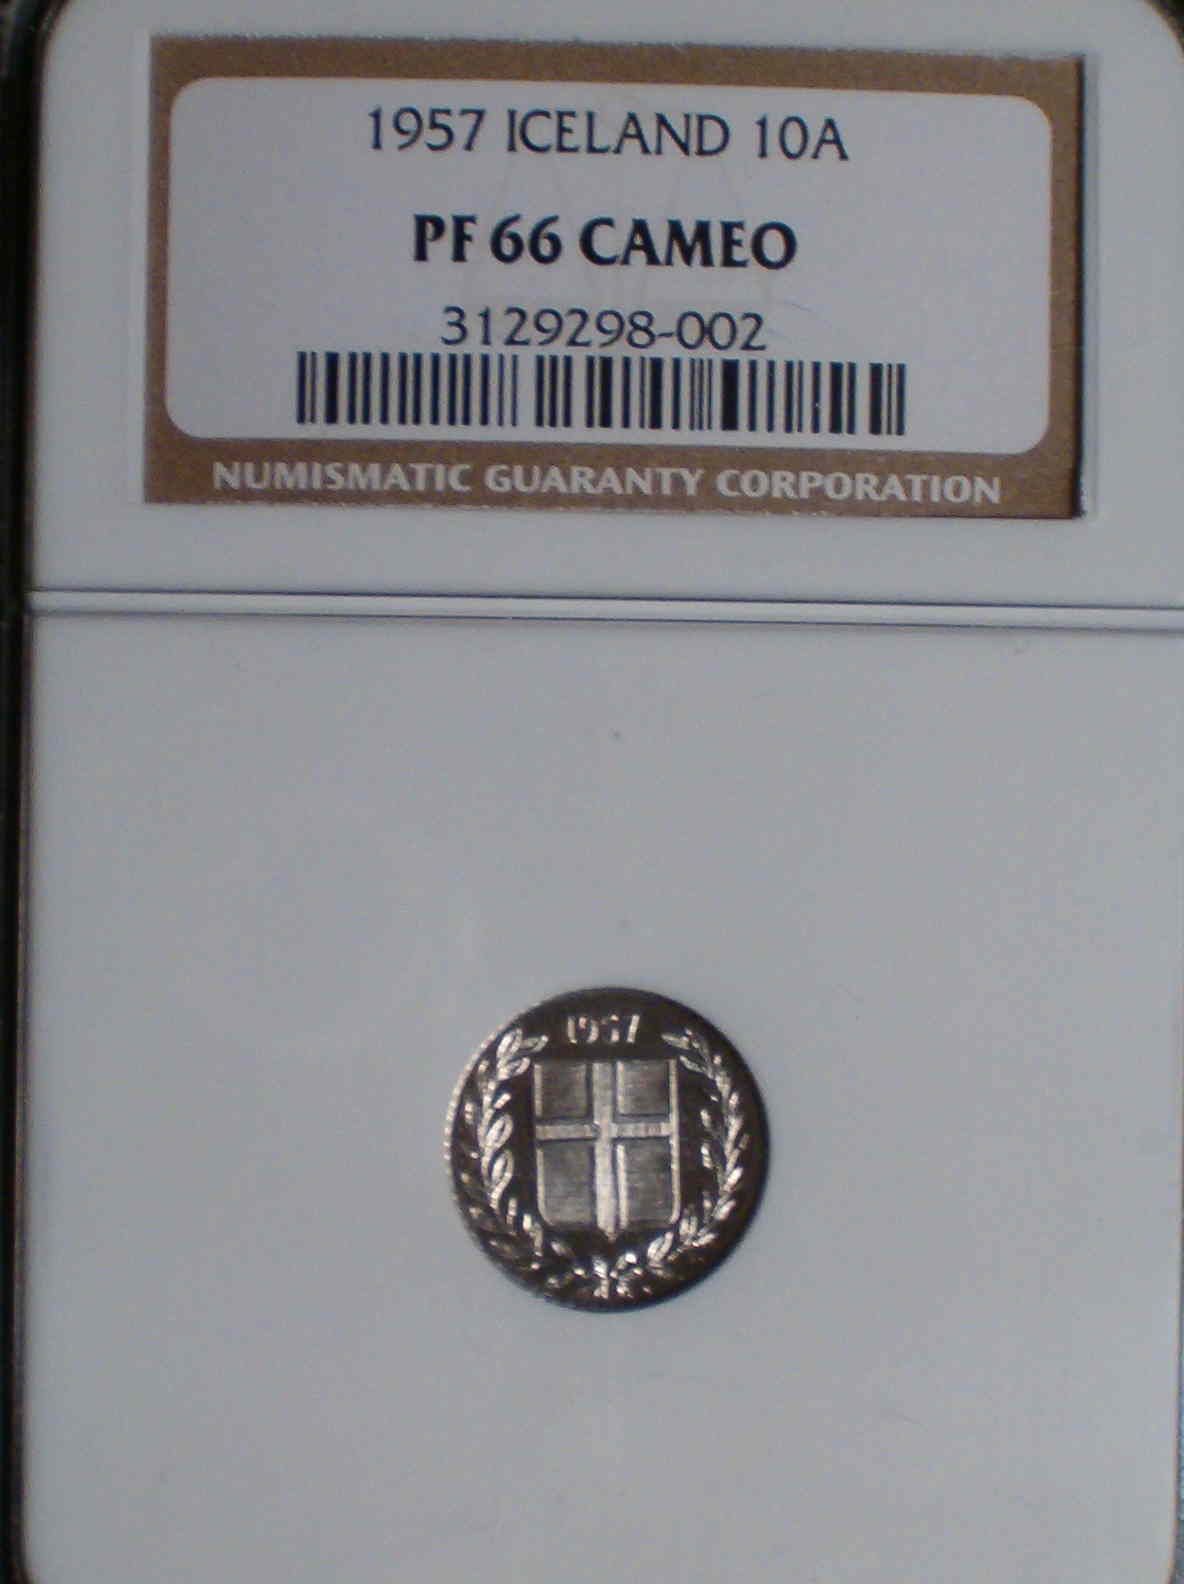 1957 ICELAND 10A
PF 66 CAMEO
3129298-002
NUMISMATIC GUARANTY CORPORATION
1957